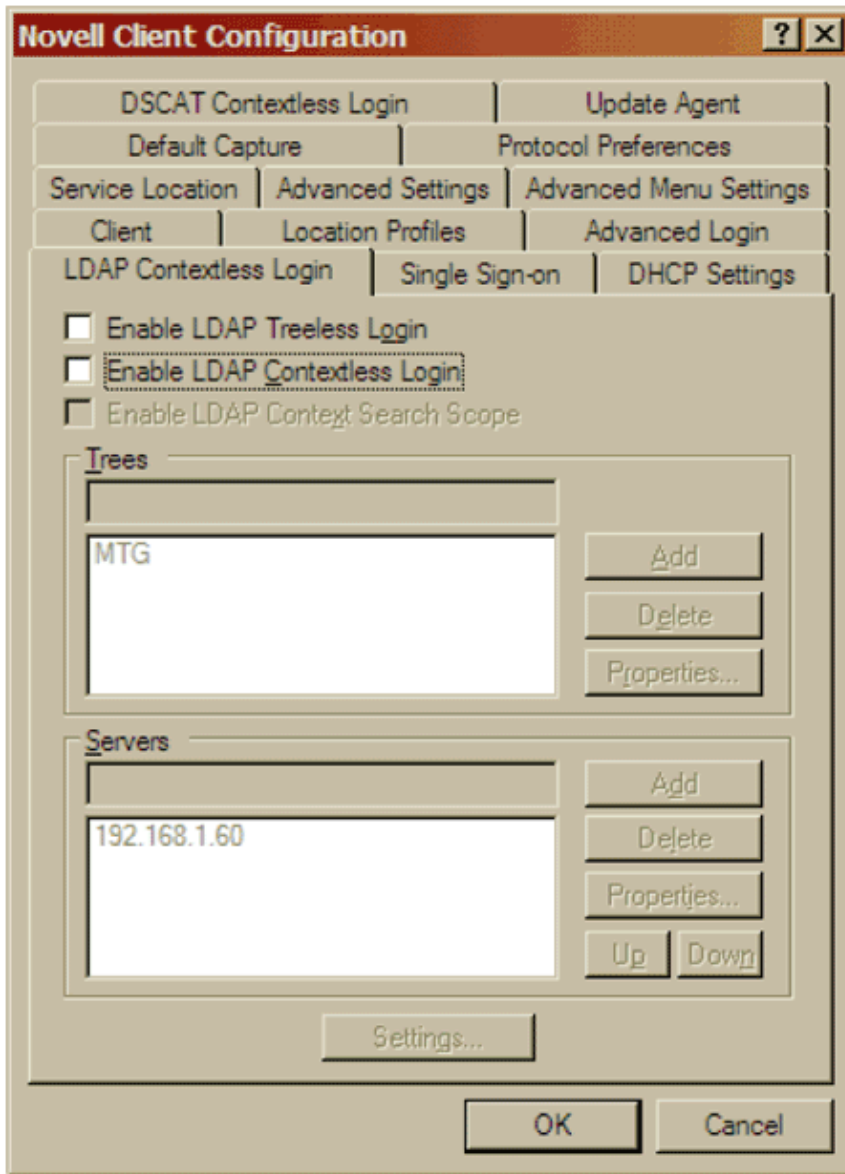 Novell Client Configuration
DSCAT Contextless Login Update Agent
Default Capture Protocol Preferences
Service Location Advanced Settings Advanced Menu Settings
Client Location Profiles Advanced Login
LDAP Contextless Login Single Sign-on DHCP Settings
Enable LDAP Treeless Login
Enable LDAP Contextless Login
Enable LDAP Context Search Scope
Trees
MTG
Add
Delete
Properties...
Servers
192.168.1.60
Add
Delete
Properties...
Up Down
Settings...
OK Cancel